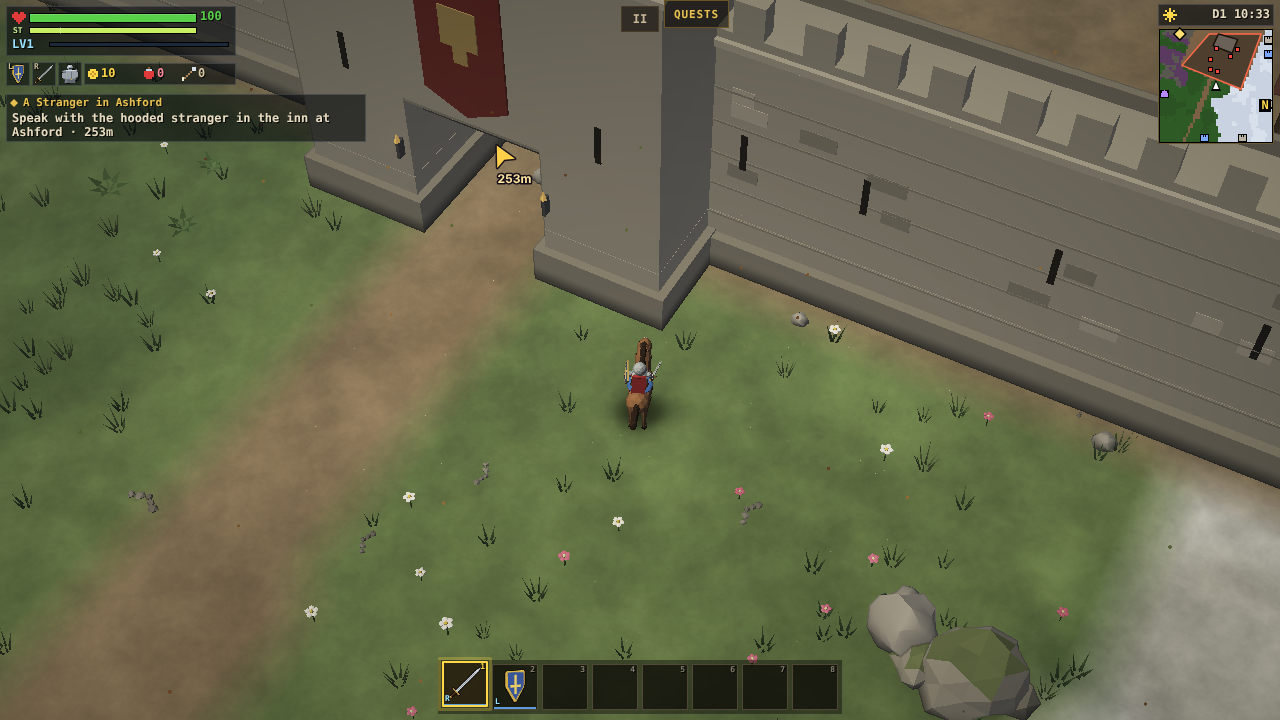 100
ST
LV1
II
QUESTS
D1 10:33
L
R
10
0
0
N
A Stranger in Ashford
Speak with the hooded stranger in the inn at
Ashford · 253m
253m
1
2
3
4
5
6
7
8
R
L